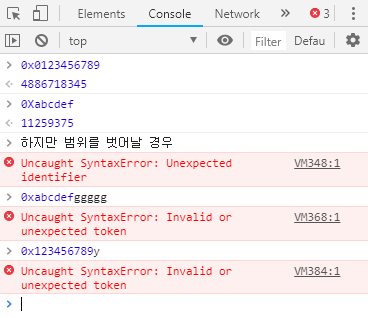 Elements Console Network » 3
top Filter Defau
> 0x0123456789
< 4886718345
> 0Xabcdef
< 11259375
> 하지만 범위를 벗어날 경우
Uncaught SyntaxError: Unexpected VM348:1
identifier
> 0xabcdefggggg
Uncaught SyntaxError: Invalid or VM368:1
unexpected token
> 0x123456789y
Uncaught SyntaxError: Invalid or VM384:1
unexpected token
>